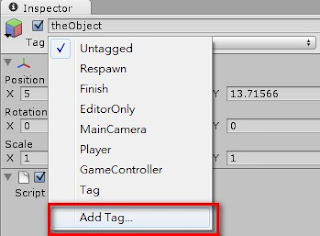 Inspector
theObject
Tag
Untagged
Respawn
Finish
EditorOnly
MainCamera
Player
GameController
Tag
Add Tag...
Position
X 5 Y 13.71566
Rotation
X 0 Y 0
Scale
X 1 Y 1
Script